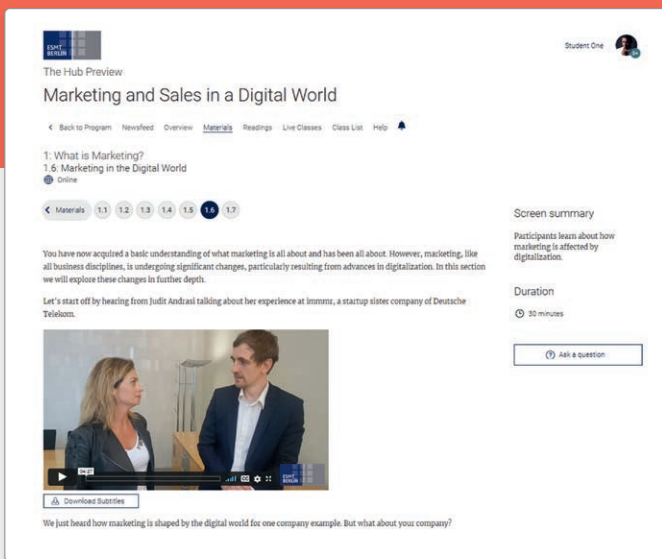 ESMT
BERLIN
Student One
The Hub Preview
Marketing and Sales in a Digital World
Back to Program Newsfeed Overview Materials Readings Live Classes Class List Help
1: What is Marketing?
1.6: Marketing in the Digital World
Online
Materials 1.1 1.2 1.3 1.4 1.5 1.6 1.7
You have now acquired a basic understanding of what marketing is all about and has been all about. However, marketing, like
all business disciplines, is undergoing significant changes, particularly resulting from advances in digitalization. In this section
we will explore these changes in further depth.
Let's start off by hearing from Judit Andrasi talking about her experience at immmr, a startup sister company of Deutsche
Telekom.
04:27
CC
ESMT
BERLIN
Download Subtitles
We just heard how marketing is shaped by the digital world for one company example. But what about your company?
Screen summary
Participants learn about how
marketing is affected by
digitalization.
Duration
30 minutes
Ask a question